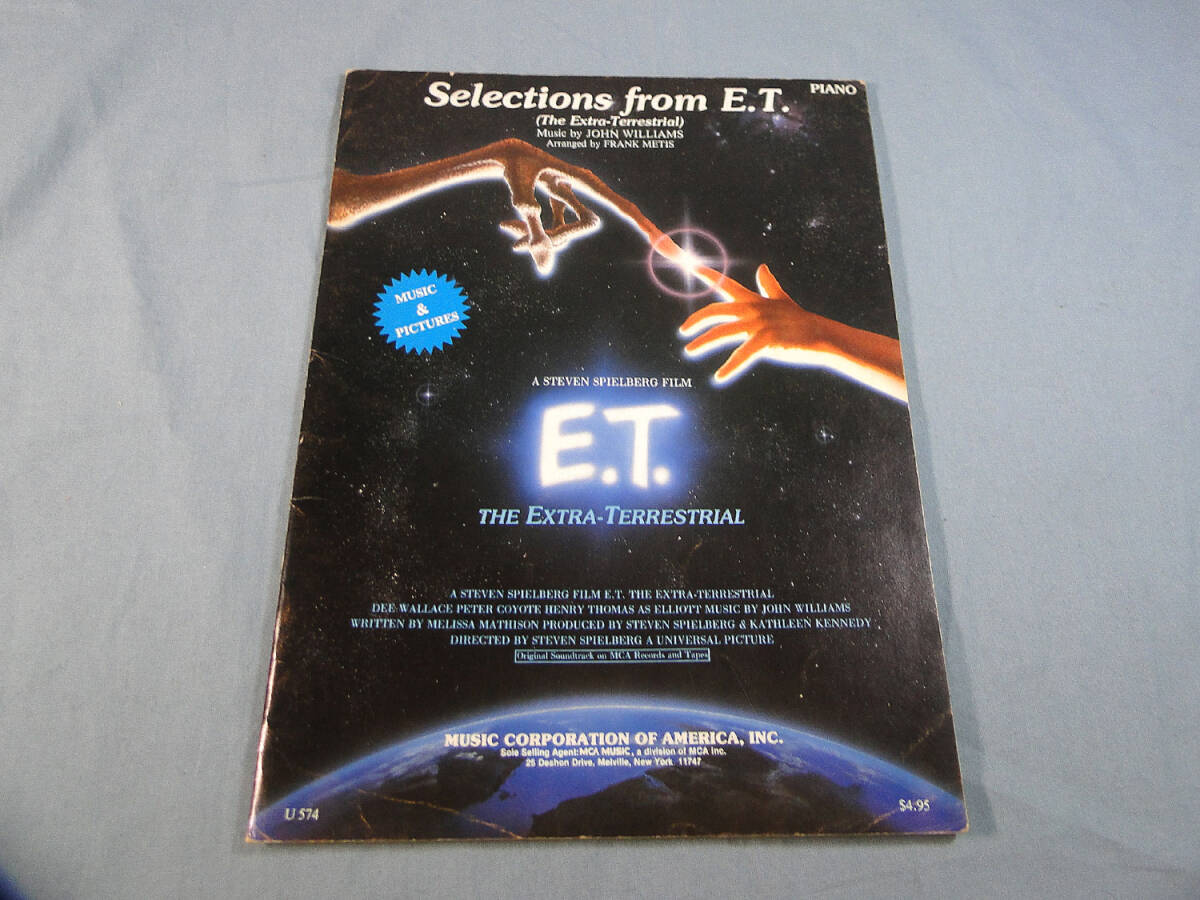 Selections from E.T.
PIANO
(The Extra-Terrestrial)
Music by JOHN WILLIAMS
Arranged by FRANK METIS
MUSIC
&
PICTURES
A STEVEN SPIELBERG FILM
E.T.
THE EXTRA-TERRESTRIAL
A STEVEN SPIELBERG FILM E.T. THE EXTRA-TERRESTRIAL
DEE WALLACE PETER COYOTE HENRY THOMAS AS ELLIOTT MUSIC BY JOHN WILLIAMS
WRITTEN BY MELISSA MATHISON PRODUCED BY STEVEN SPIELBERG & KATHLEEN KENNEDY
DIRECTED BY STEVEN SPIELBERG A UNIVERSAL PICTURE
Original Soundtrack on MCA Records and Tapes
MUSIC CORPORATION OF AMERICA, INC.
Sole Selling Agent: MCA MUSIC, a division of MCA Inc.
25 Deshon Drive, Melville, New York 11747
U 574
$4.95